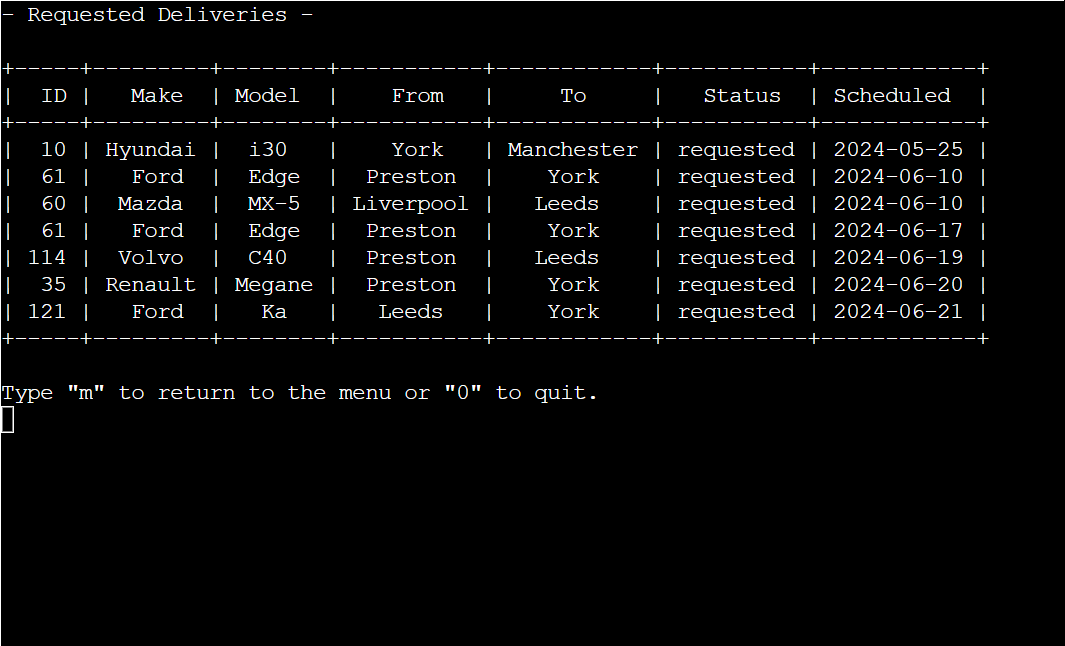 - Requested Deliveries -
+-----+---------+--------+-----------+------------+-----------+------------+
|  ID |   Make  | Model  |    From   |     To     |   Status  | Scheduled  |
+-----+---------+--------+-----------+------------+-----------+------------+
|  10 | Hyundai |  i30   |    York   | Manchester | requested | 2024-05-25 |
|  61 |   Ford  |  Edge  |  Preston  |    York    | requested | 2024-06-10 |
|  60 |  Mazda  |  MX-5  | Liverpool |   Leeds    | requested | 2024-06-10 |
|  61 |   Ford  |  Edge  |  Preston  |    York    | requested | 2024-06-17 |
| 114 |  Volvo  |  C40   |  Preston  |   Leeds    | requested | 2024-06-19 |
|  35 | Renault | Megane |  Preston  |    York    | requested | 2024-06-20 |
| 121 |   Ford  |   Ka   |   Leeds   |    York    | requested | 2024-06-21 |
+-----+---------+--------+-----------+------------+-----------+------------+
Type "m" to return to the menu or "0" to quit.